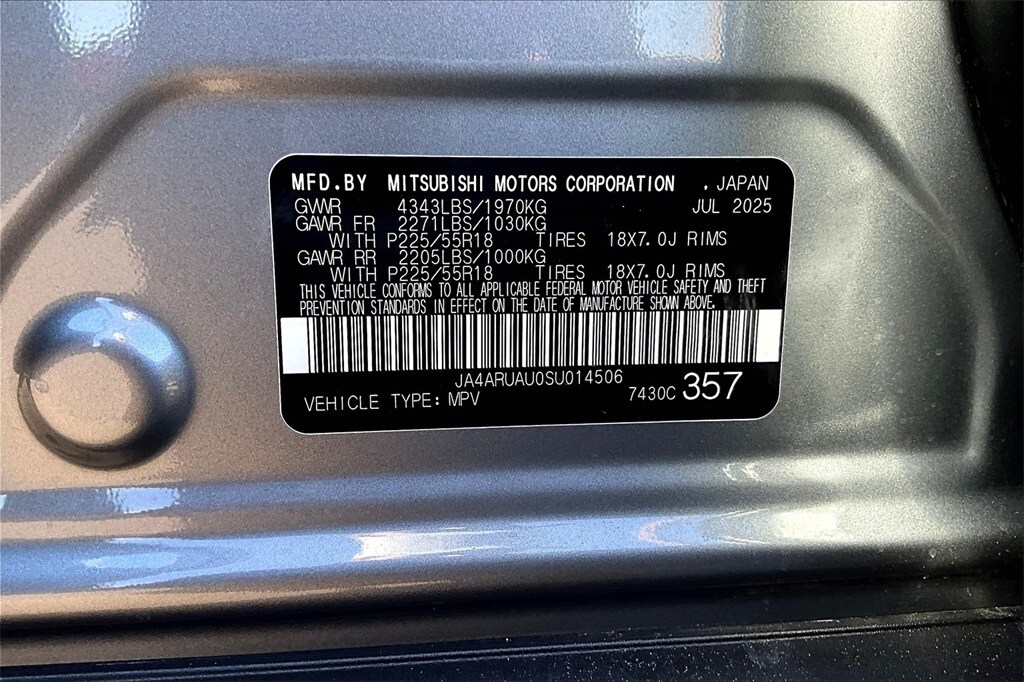 MFD.BY MITSUBISHI MOTORS CORPORATION , JAPAN
GVWR 4343LBS/1970KG JUL 2025
GAWR FR 2271LBS/1030KG
WITH P225/55R18 TIRES 18X7.0J RIMS
GAWR RR 2205LBS/1000KG
WITH P225/55R18 TIRES 18X7.0J RIMS
THIS VEHICLE CONFORMS TO ALL APPLICABLE FEDERAL MOTOR VEHICLE SAFETY AND THEFT
PREVENTION STANDARDS IN EFFECT ON THE DATE OF MANUFACTURE SHOWN ABOVE.
JA4ARUAU0SU014506
VEHICLE TYPE: MPV 7430C 357